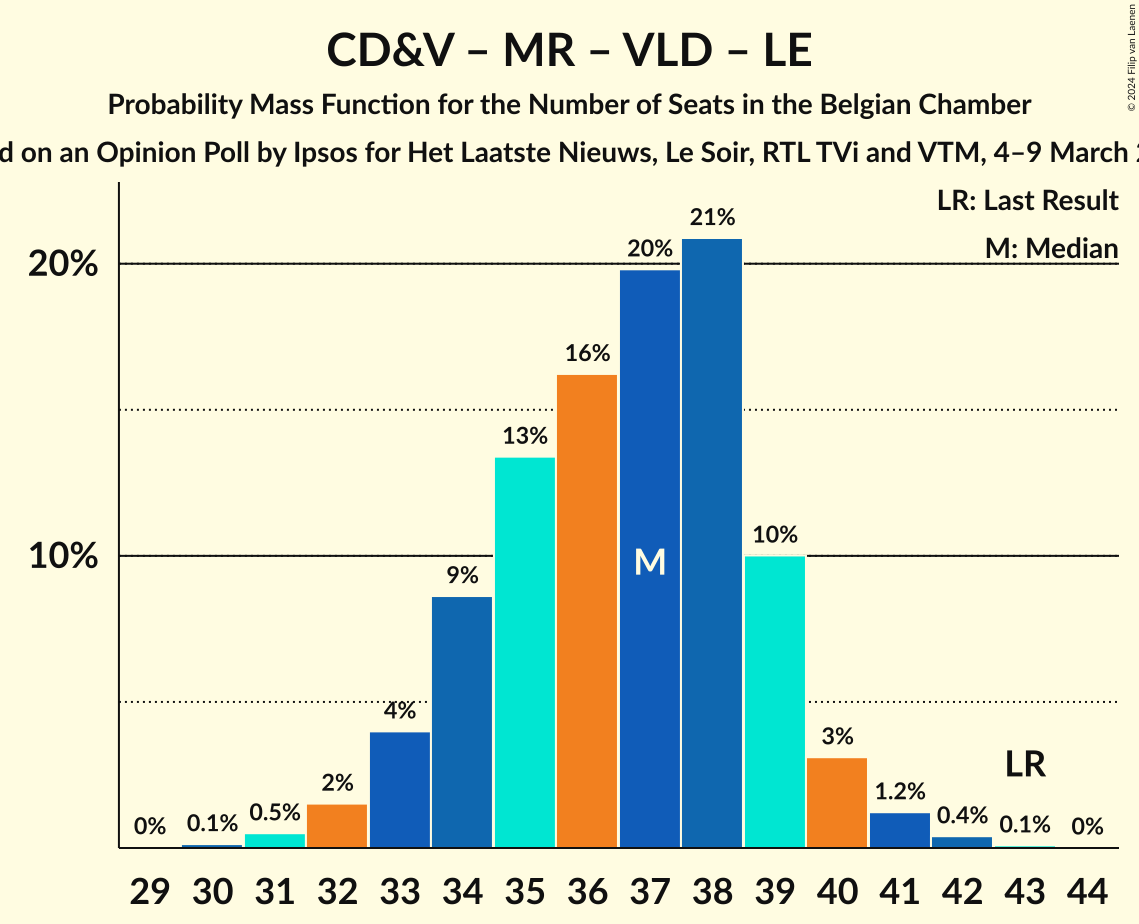 CD&V – MR – VLD – LE
Probability Mass Function for the Number of Seats in the Belgian Chamber
on an Opinion Poll by Ipsos for Het Laatste Nieuws, Le Soir, RTL TVi and VTM, 4–9 March
© 2024 Filip van Laenen
LR: Last Result
M: Median
20%
10%
0%
0.1%
0.5%
2%
4%
9%
13%
16%
20%
21%
10%
3%
1.2%
0.4%
0.1%
0%
M
LR
29 30 31 32 33 34 35 36 37 38 39 40 41 42 43 44